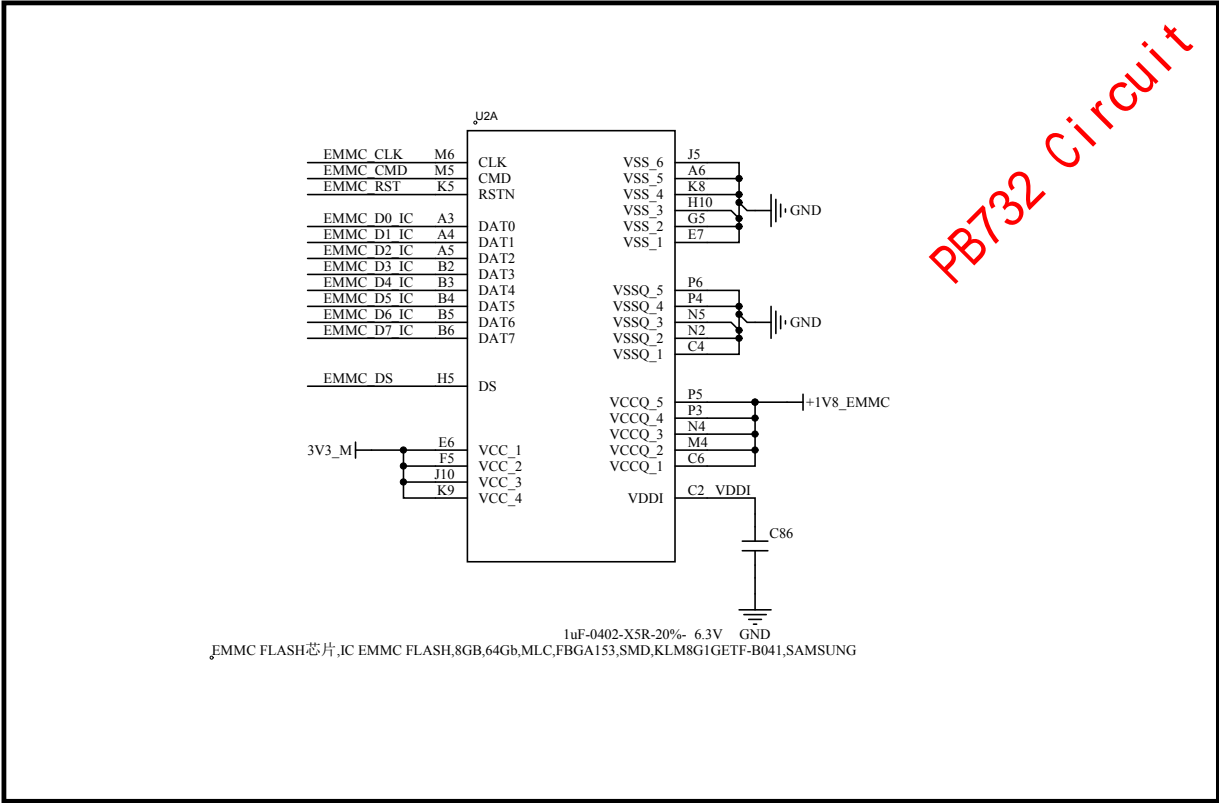 PB732 Circuit
U2A
EMMC_CLK M6 CLK
EMMC_CMD M5 CMD
EMMC_RST K5 RSTN
EMMC_D0_IC A3 DAT0
EMMC_D1_IC A4 DAT1
EMMC_D2_IC A5 DAT2
EMMC_D3_IC B2 DAT3
EMMC_D4_IC B3 DAT4
EMMC_D5_IC B4 DAT5
EMMC_D6_IC B5 DAT6
EMMC_D7_IC B6 DAT7
EMMC_DS H5 DS
3V3_M E6 VCC_1
F5 VCC_2
J10 VCC_3
K9 VCC_4
VSS_6 J5
VSS_5 A6
VSS_4 K8
VSS_3 H10 GND
VSS_2 G5
VSS_1 E7
VSSQ_5 P6
VSSQ_4 P4
VSSQ_3 N5 GND
VSSQ_2 N2
VSSQ_1 C4
VCCQ_5 P5 +1V8_EMMC
VCCQ_4 P3
VCCQ_3 N4
VCCQ_2 M4
VCCQ_1 C6
VDDI C2 VDDI
C86
1uF-0402-X5R-20%- 6.3V GND
EMMC FLASH芯片,IC EMMC FLASH,8GB,64Gb,MLC,FBGA153,SMD,KLM8G1GETF-B041,SAMSUNG